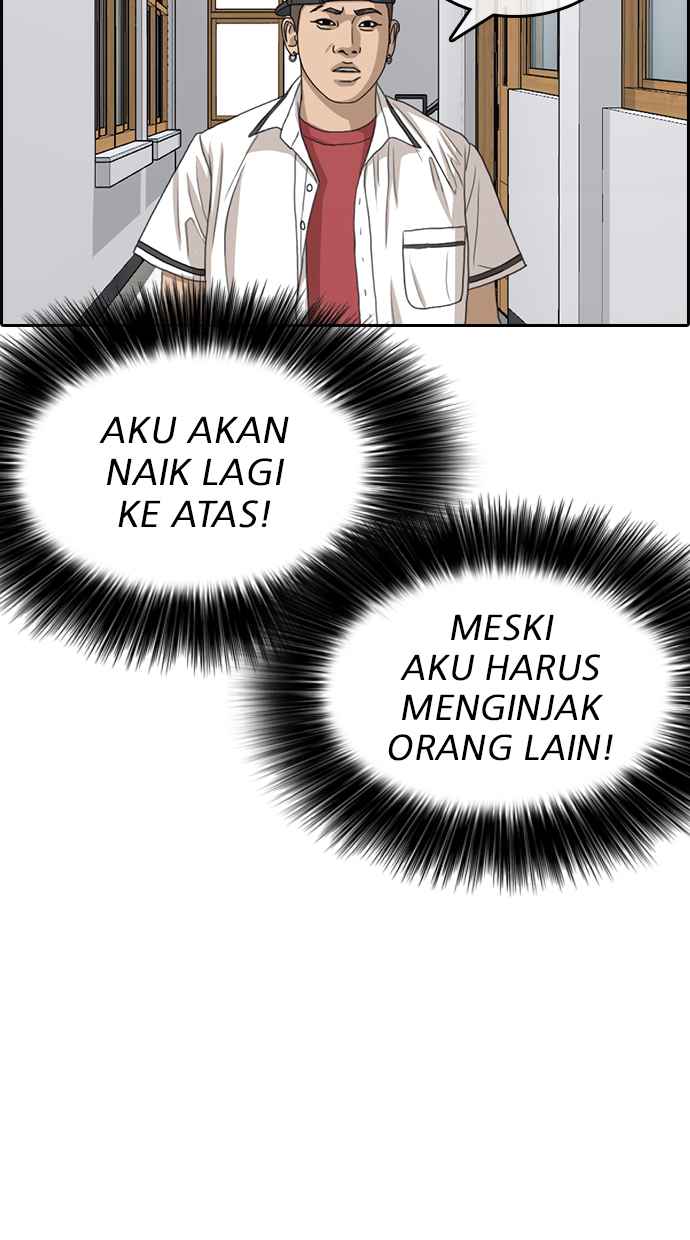 AKU AKAN
NAIK LAGI
KE ATAS!
MESKI
AKU HARUS
MENGINJAK
ORANG LAIN!